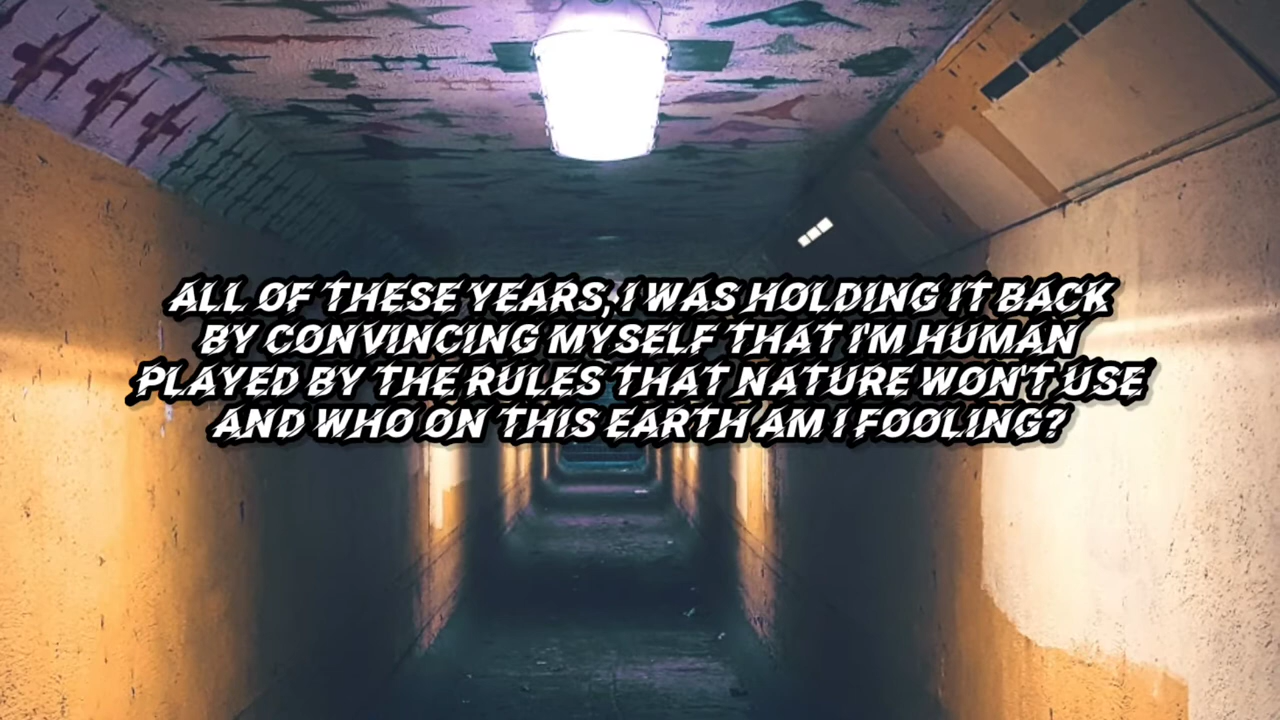 ALL OF THESE YEARS, I WAS HOLDING IT BACK
BY CONVINCING MYSELF THAT I'M HUMAN
PLAYED BY THE RULES THAT NATURE WON'T USE
AND WHO ON THIS EARTH AM I FOOLING?